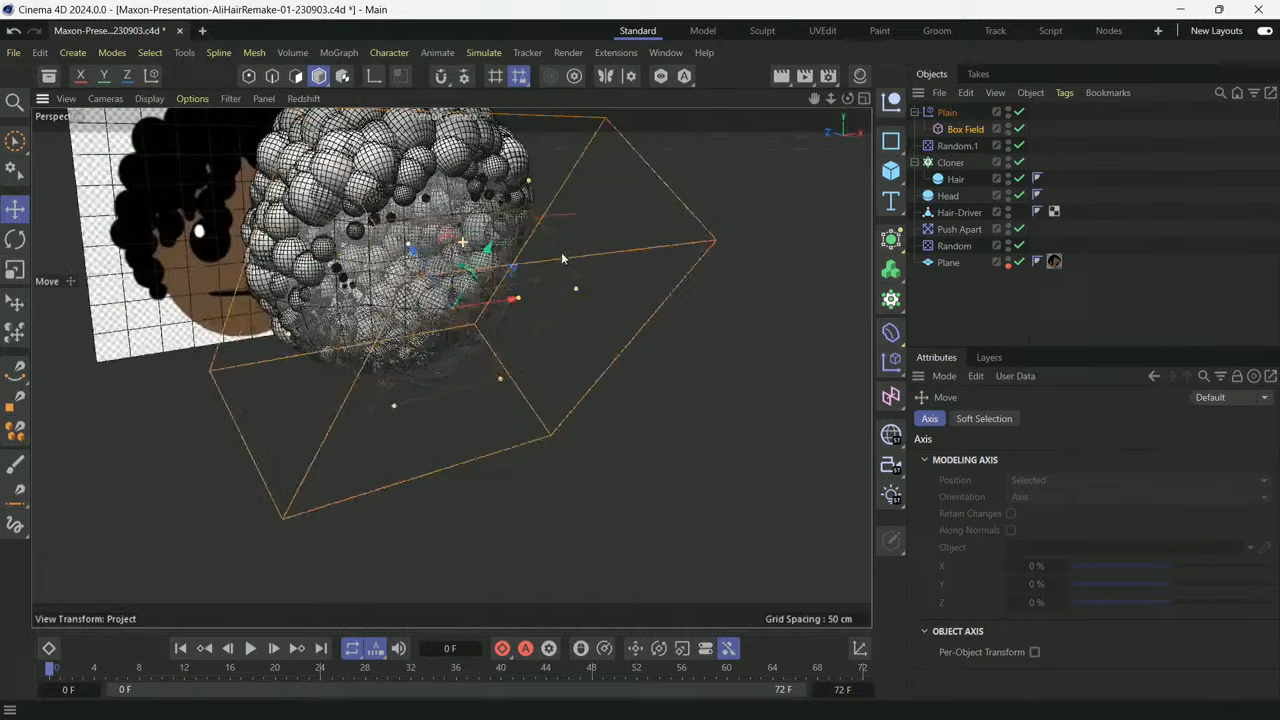 Cinema 4D 2024.0.0 - [Maxon-Presentation-AliHairRemake-01-230903.c4d *] - Main
Maxon-Prese...230903.c4d *
Standard Model Sculpt UVEdit Paint Groom Track Script Nodes New Layouts
File Edit Create Modes Select Tools Spline Mesh Volume MoGraph Character Animate Simulate Tracker Render Extensions Window Help
X Y Z
Objects Takes
View Cameras Display Options Filter Panel Redshift
File Edit View Object Tags Bookmarks
Plain
Box Field
Random.1
Cloner
Hair
Head
Hair-Driver
Push Apart
Random
Plane
Y
Z X
Move
Attributes Layers
Mode Edit User Data
Move Default
Axis Soft Selection
Axis
MODELING AXIS
Position Selected
Orientation Axis
Retain Changes
Along Normals
Object
X 0 %
Y 0 %
Z 0 %
OBJECT AXIS
Per-Object Transform
View Transform: Project Grid Spacing : 50 cm
0 F
0 4 8 12 16 20 24 28 32 36 40 44 48 52 56 60 64 68 72
0 F 0 F 72 F 72 F